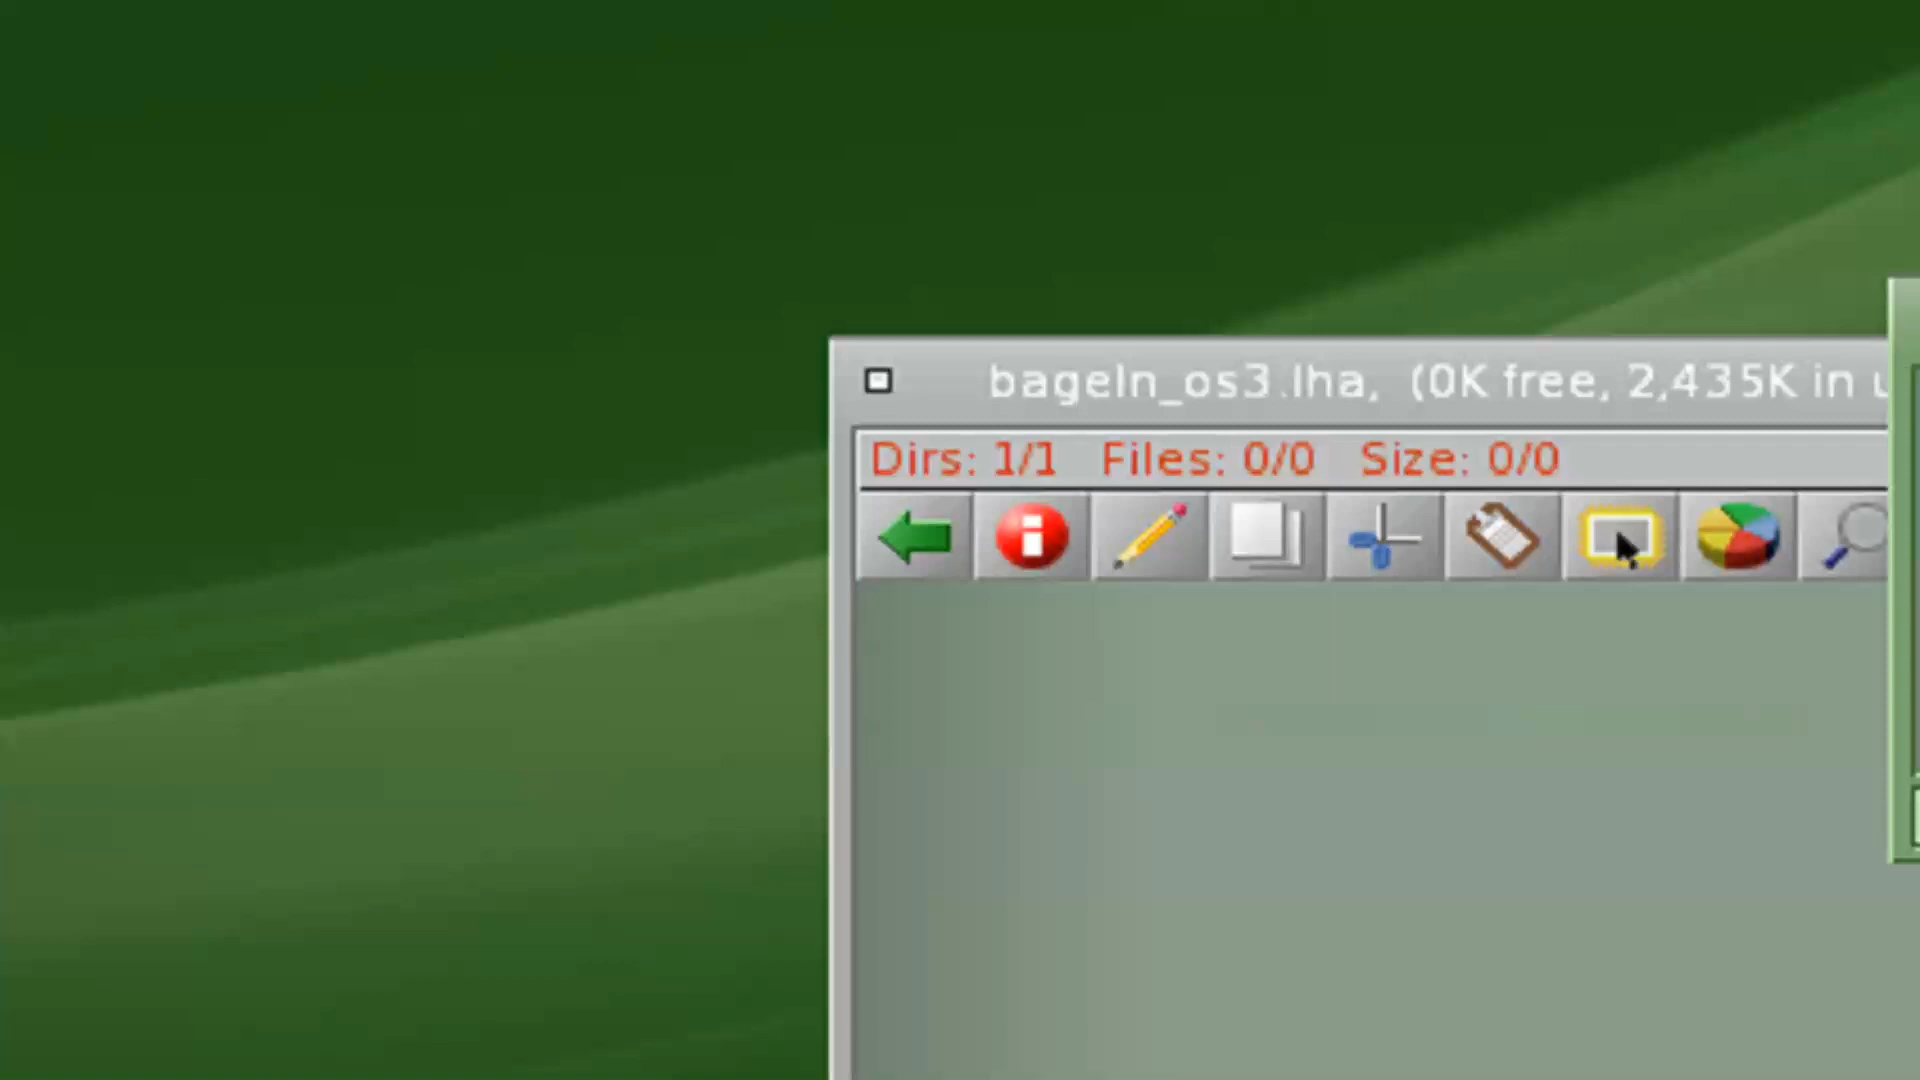 bageln_os3.lha, (0K free, 2,435K in
Dirs: 1/1 Files: 0/0 Size: 0/0